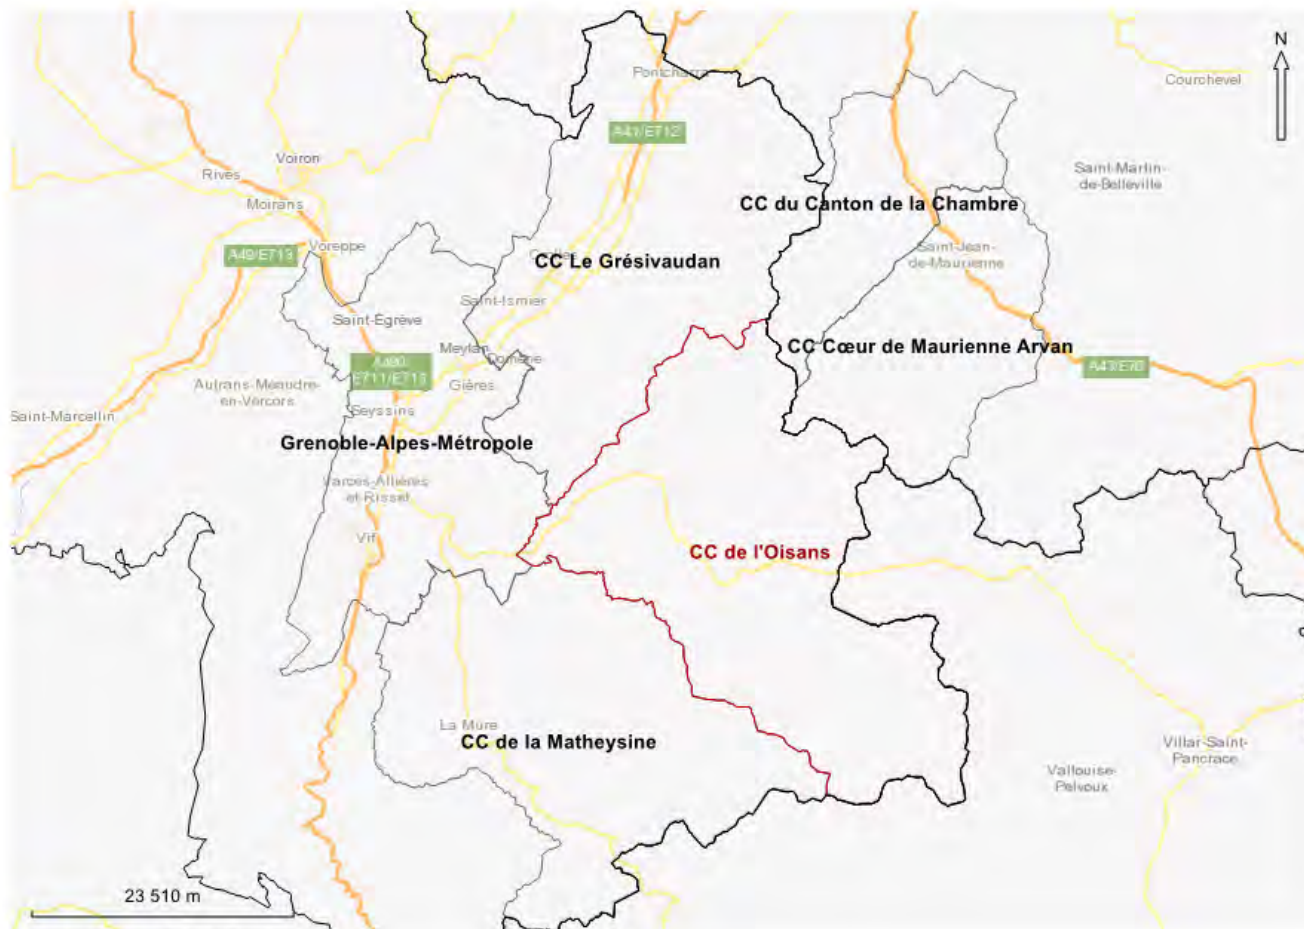 N
Pontcharra
Courchevel
A41/E712
Voiron
Rives
Saint-Martin-
de-Belleville
Moirans
CC du Canton de la Chambre
Voreppe
A49/E713
Saint-Jean-
de-Maurienne
CC Le Grésivaudan
Saint-Ismier
Saint-Égrève
Meylan
Domène
CC Cœur de Maurienne Arvan
A480
E711/E713
A43/E70
Autrans-Méaudre-
en-Vercors
Gières
Saint-Marcellin
Seyssins
Grenoble-Alpes-Métropole
Varces-Allières-
et-Risset
Vif
CC de l'Oisans
La Mure
CC de la Matheysine
Villar-Saint-
Pancrace
Vallouise-
Pelvoux
23 510 m